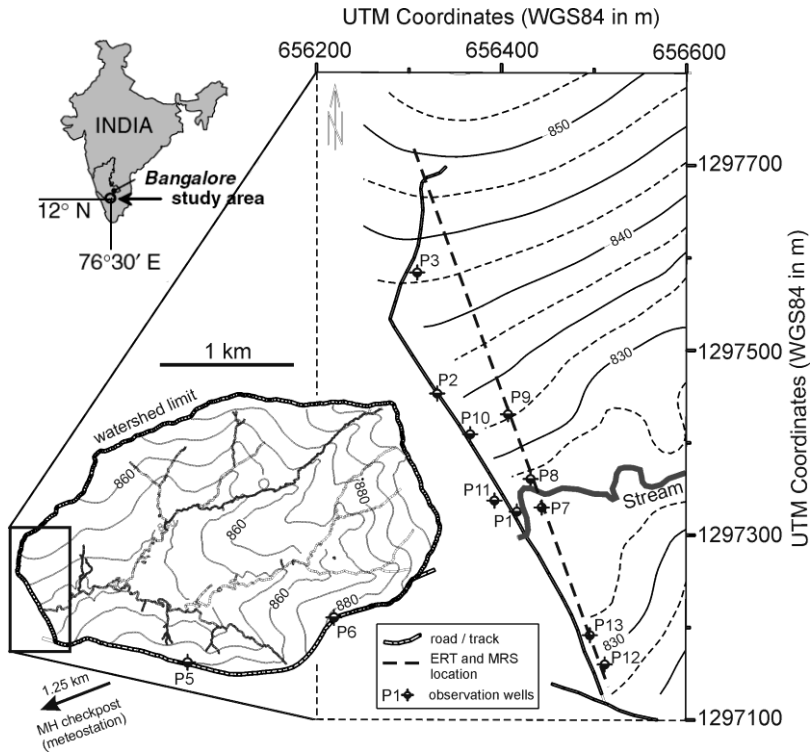 UTM Coordinates (WGS84 in m)
656200
656400
656600
N
INDIA
Bangalore
study area
12° N
76°30′ E
850
1297700
840
P3
830
1297500
P2
P9
P10
P8
P11
P7
P1
Stream
1297300
P13
830
P12
1297100
UTM Coordinates (WGS84 in m)
1 km
watershed limit
860
880
860
860
880
P6
P5
1.25 km
MH checkpost
(meteostation)
road / track
ERT and MRS
location
P1 observation wells